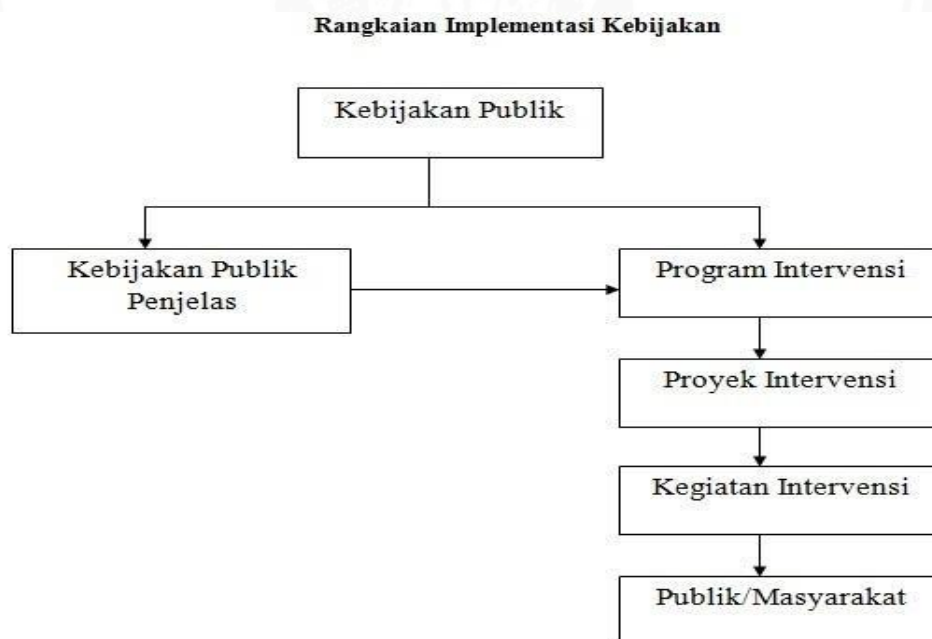 Rangkaian Implementasi Kebijakan
Kebijakan Publik
Kebijakan Publik
Penjelas
Program Intervensi
Proyek Intervensi
Kegiatan Intervensi
Publik/Masyarakat